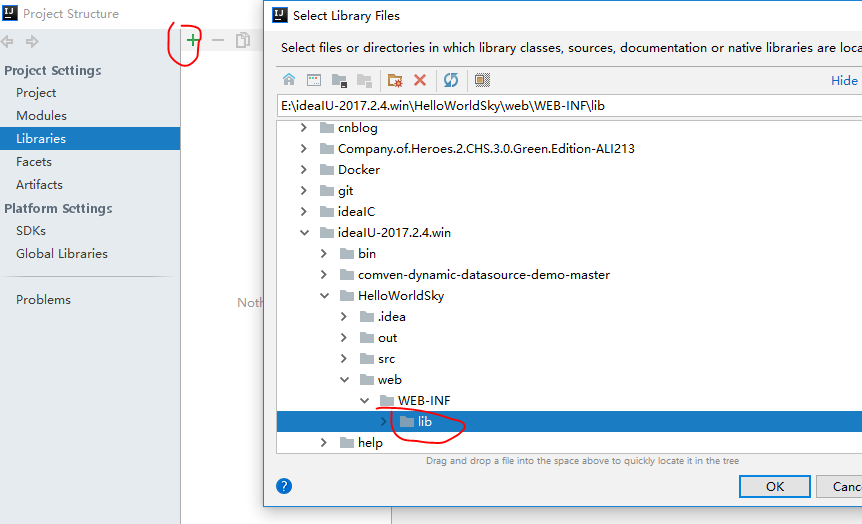 Project Structure
Project Settings
Project
Modules
Libraries
Facets
Artifacts
Platform Settings
SDKs
Global Libraries
Problems
Noth
Select Library Files
Select files or directories in which library classes, sources, documentation or native libraries are loca
Hide
E:\ideaIU-2017.2.4.win\HelloWorldSky\web\WEB-INF\lib
cnblog
Company.of.Heroes.2.CHS.3.0.Green.Edition-ALI213
Docker
git
ideaIC
ideaIU-2017.2.4.win
bin
comven-dynamic-datasource-demo-master
HelloWorldSky
.idea
out
src
web
WEB-INF
lib
help
Drag and drop a file into the space above to quickly locate it in the tree
OK
Cance